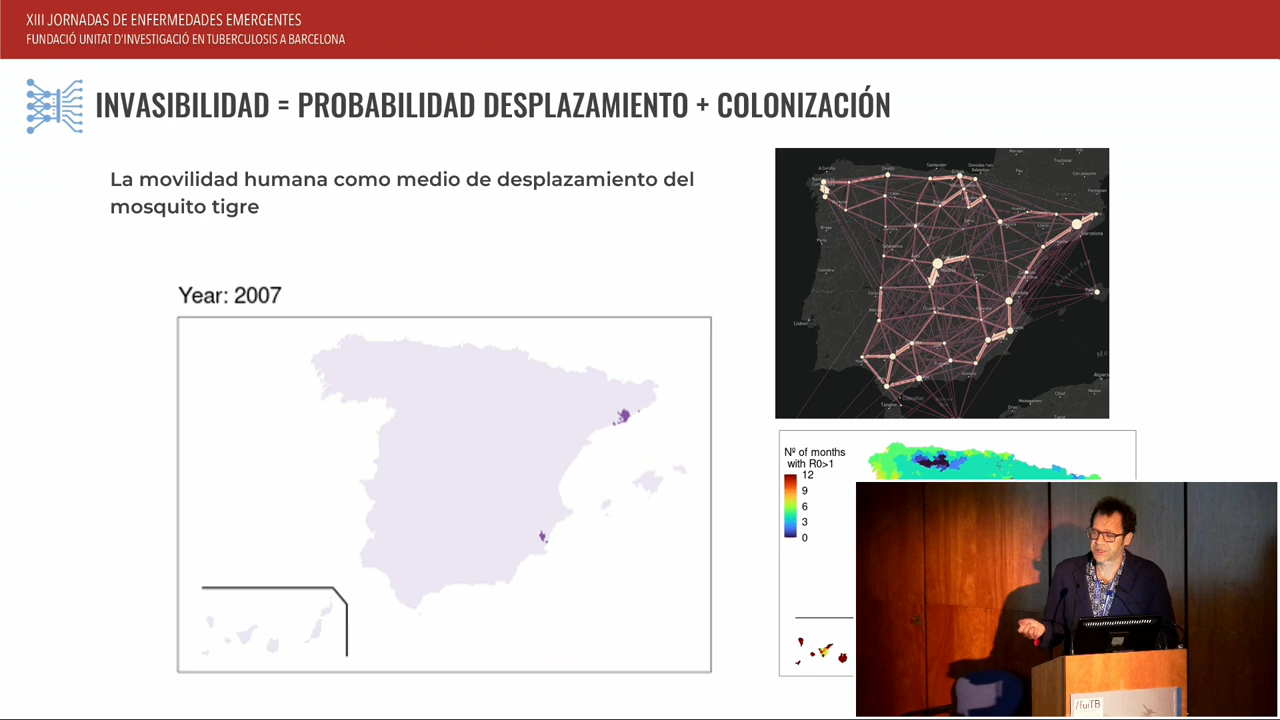 XIII JORNADAS DE ENFERMEDADES EMERGENTES
FUNDACIÓ UNITAT D'INVESTIGACIÓ EN TUBERCULOSIS A BARCELONA
INVASIBILIDAD = PROBABILIDAD DESPLAZAMIENTO + COLONIZACIÓN
La movilidad humana como medio de desplazamiento del
mosquito tigre
Year: 2007
Barcelona
Lisbon
Nº of months
with R0>1
12
9
6
3
0
/fuiTB